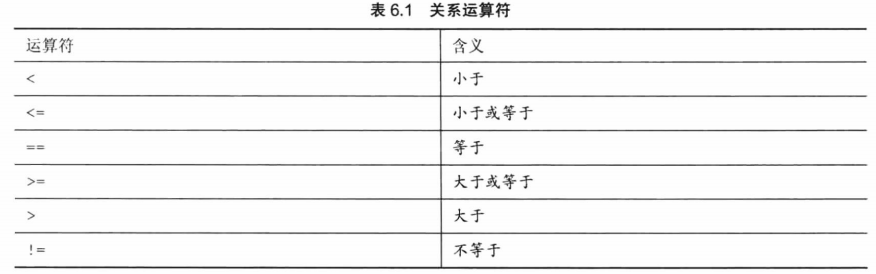 表 6.1 关系运算符
运算符 含义
< 小于
<= 小于或等于
== 等于
>= 大于或等于
> 大于
!= 不等于